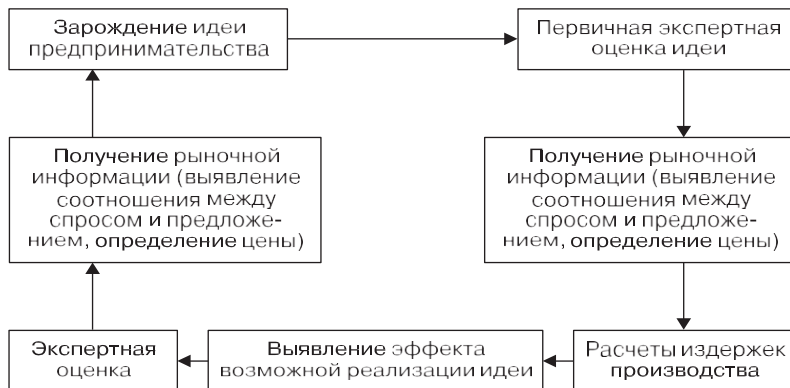 Зарождение идеи
предпринимательства
Первичная экспертная
оценка идеи
Получение рыночной
информации (выявление
соотношения между
спросом и предложе-
нием, определение цены)
Получение рыночной
информации (выявление
соотношения между
спросом и предложе-
нием, определение цены)
Экспертная
оценка
Выявление эффекта
возможной реализации идеи
Расчеты издержек
производства